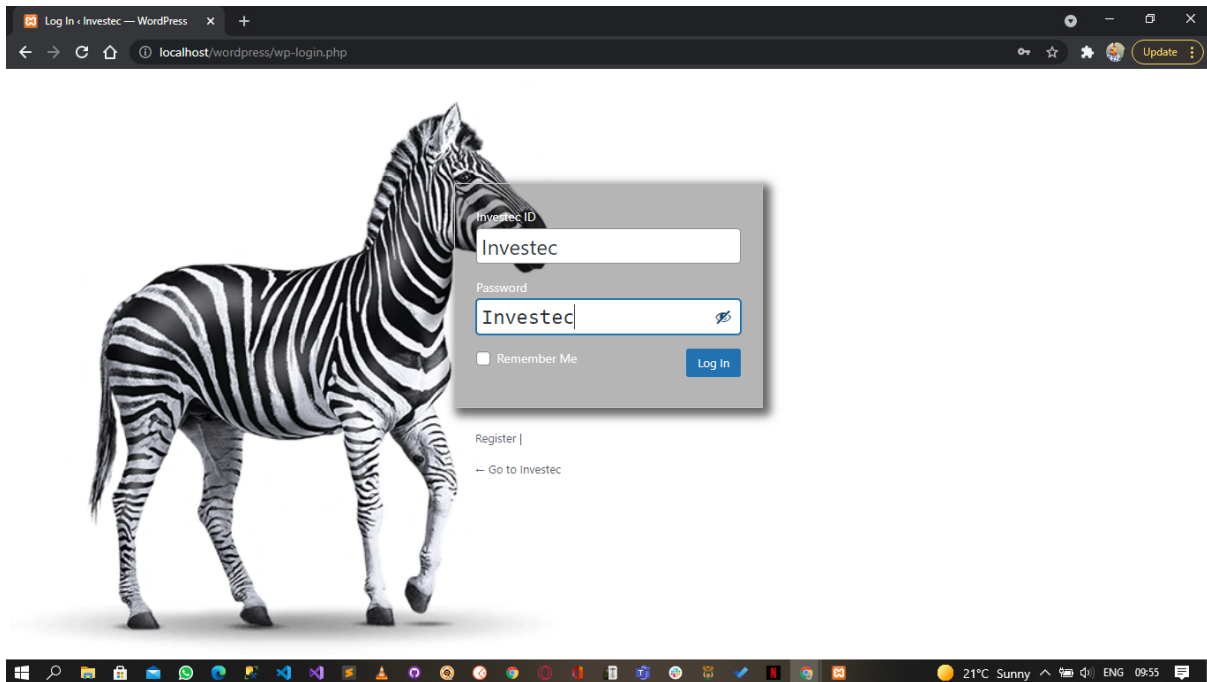 Log In ‹ Investec — WordPress
localhost/wordpress/wp-login.php
Update
Investec ID
Investec
Password
Investec
Remember Me
Log In
Register |
← Go to Investec
21°C Sunny ENG 09:55